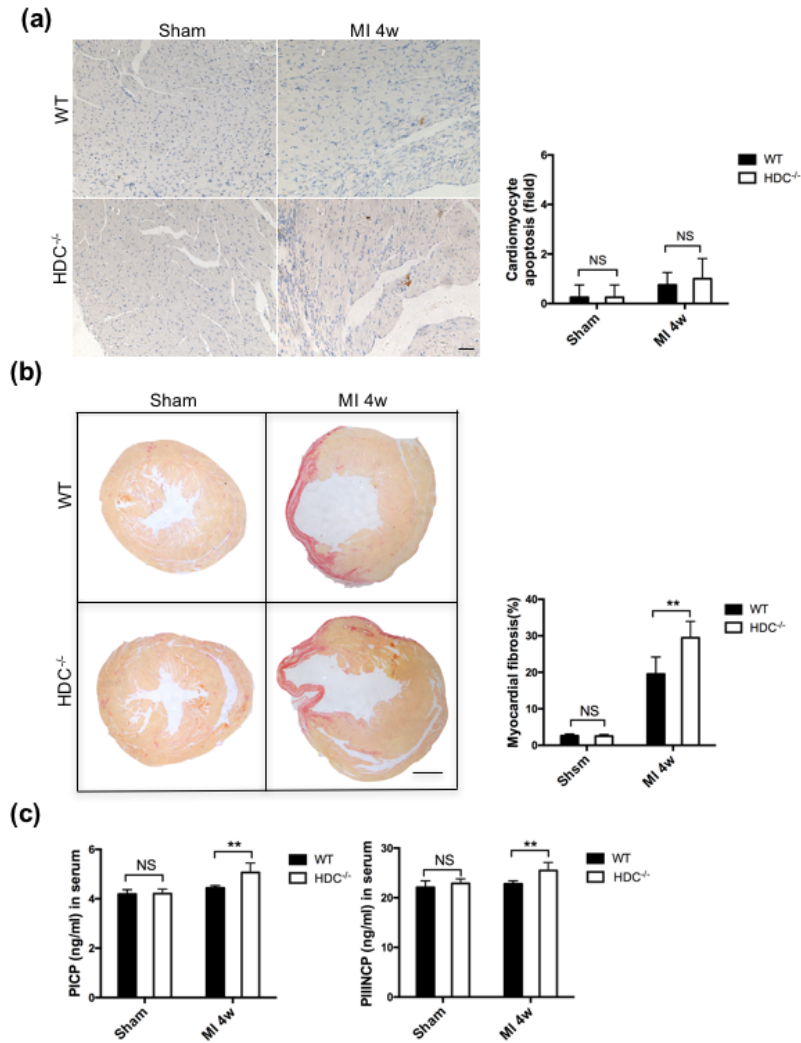 (a)
Sham MI 4w
WT
HDC-/-
Cardiomyocyte
apoptosis (field)
6
4
2
0
NS
NS
Sham
MI 4w
WT
HDC-/-
(b)
Sham MI 4w
WT
HDC-/-
Myocardial fibrosis(%)
40
30
20
10
0
NS
**
Shsm
MI 4w
WT
HDC-/-
(c)
PICP (ng/ml) in serum
6
4
2
0
NS
**
Sham
MI 4w
WT
HDC-/-
PIIINCP (ng/ml) in serum
30
20
10
0
NS
**
Sham
MI 4w
WT
HDC-/-